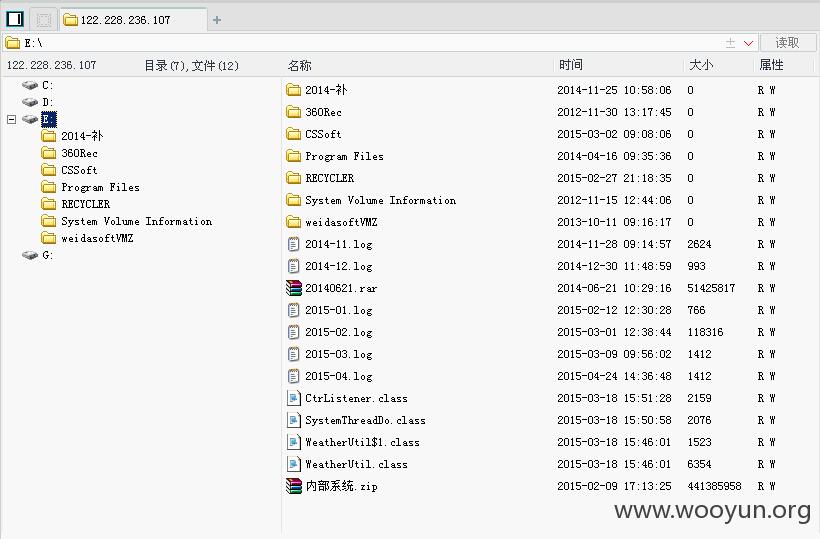 122.228.236.107
E:\
读取
122.228.236.107 目录(7),文件(12)
名称 时间 大小 属性
C:
D:
E:
2014-补
360Rec
CSSoft
Program Files
RECYCLER
System Volume Information
weidasoftVMZ
G:
2014-补 2014-11-25 10:58:06 0 R W
360Rec 2012-11-30 13:17:45 0 R W
CSSoft 2015-03-02 09:08:06 0 R W
Program Files 2014-04-16 09:35:36 0 R W
RECYCLER 2015-02-27 21:18:35 0 R W
System Volume Information 2012-11-15 12:44:06 0 R W
weidasoftVMZ 2013-10-11 09:16:17 0 R W
2014-11.log 2014-11-28 09:14:57 2624 R W
2014-12.log 2014-12-30 11:48:59 993 R W
20140621.rar 2014-06-21 10:29:16 51425817 R W
2015-01.log 2015-02-12 12:30:28 766 R W
2015-02.log 2015-03-01 12:38:44 118316 R W
2015-03.log 2015-03-09 09:56:02 1412 R W
2015-04.log 2015-04-24 14:36:48 1412 R W
CtrListener.class 2015-03-18 15:51:28 2159 R W
SystemThreadDo.class 2015-03-18 15:50:58 2076 R W
WeatherUtil$1.class 2015-03-18 15:46:01 1523 R W
WeatherUtil.class 2015-03-18 15:46:01 6354 R W
内部系统.zip 2015-02-09 17:13:25 441385958 R W
www.wooyun.org